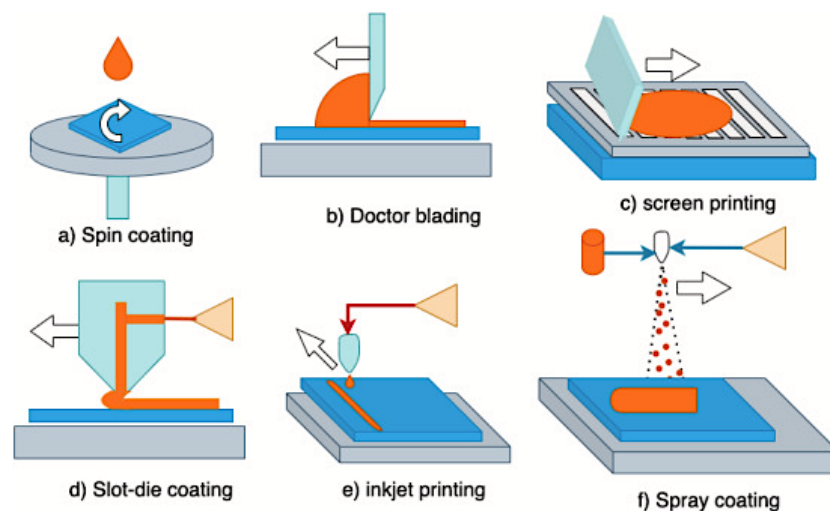 a) Spin coating
b) Doctor blading
c) screen printing
d) Slot-die coating
e) inkjet printing
f) Spray coating